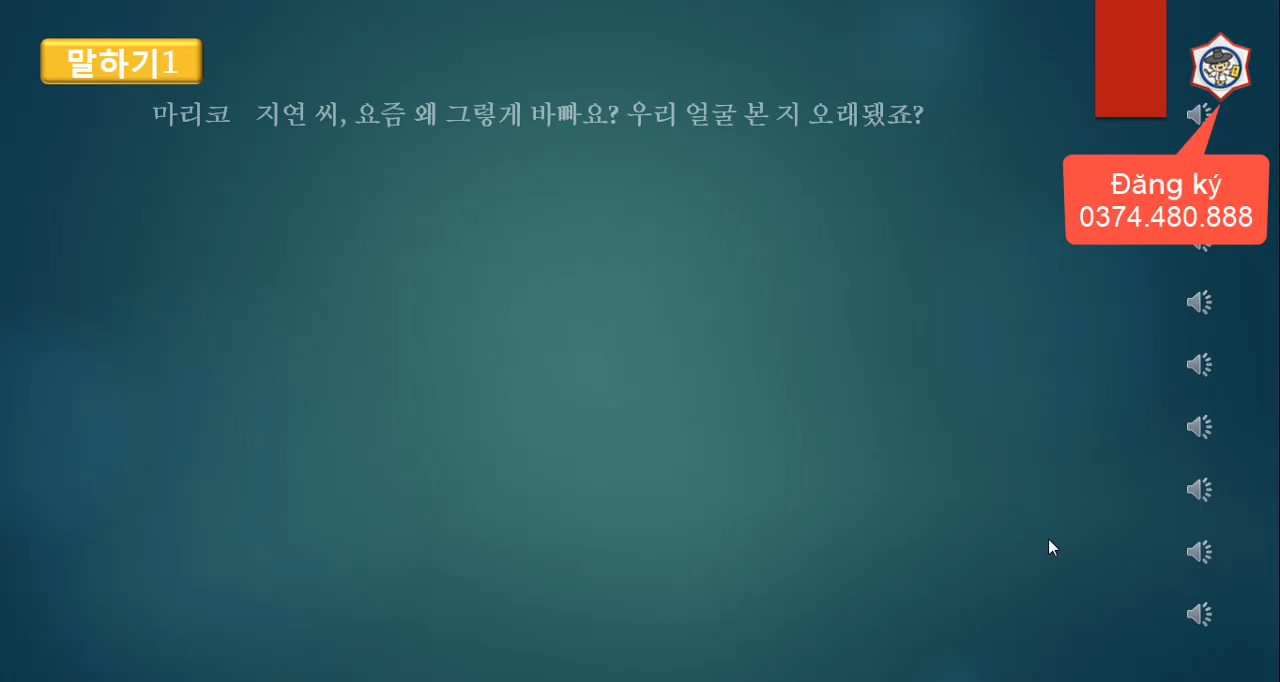 말하기1
마리코 지연 씨, 요즘 왜 그렇게 바빠요? 우리 얼굴 본 지 오래됐죠?
Đăng ký
0374.480.888